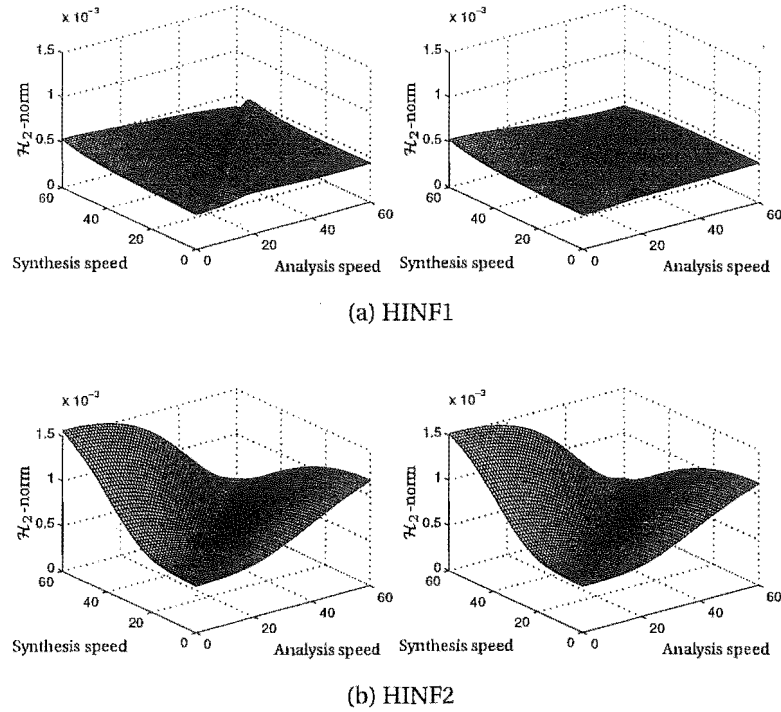 x 10⁻³
1.5
1
0.5
0
ℋ₂-norm
60
40
20
0
Synthesis speed
0
20
40
60
Analysis speed
x 10⁻³
1.5
1
0.5
0
ℋ₂-norm
60
40
20
0
Synthesis speed
0
20
40
60
Analysis speed
(a) HINF1
x 10⁻³
1.5
1
0.5
0
ℋ₂-norm
60
40
20
0
Synthesis speed
0
20
40
60
Analysis speed
x 10⁻³
1.5
1
0.5
0
ℋ₂-norm
60
40
20
0
Synthesis speed
0
20
40
60
Analysis speed
(b) HINF2